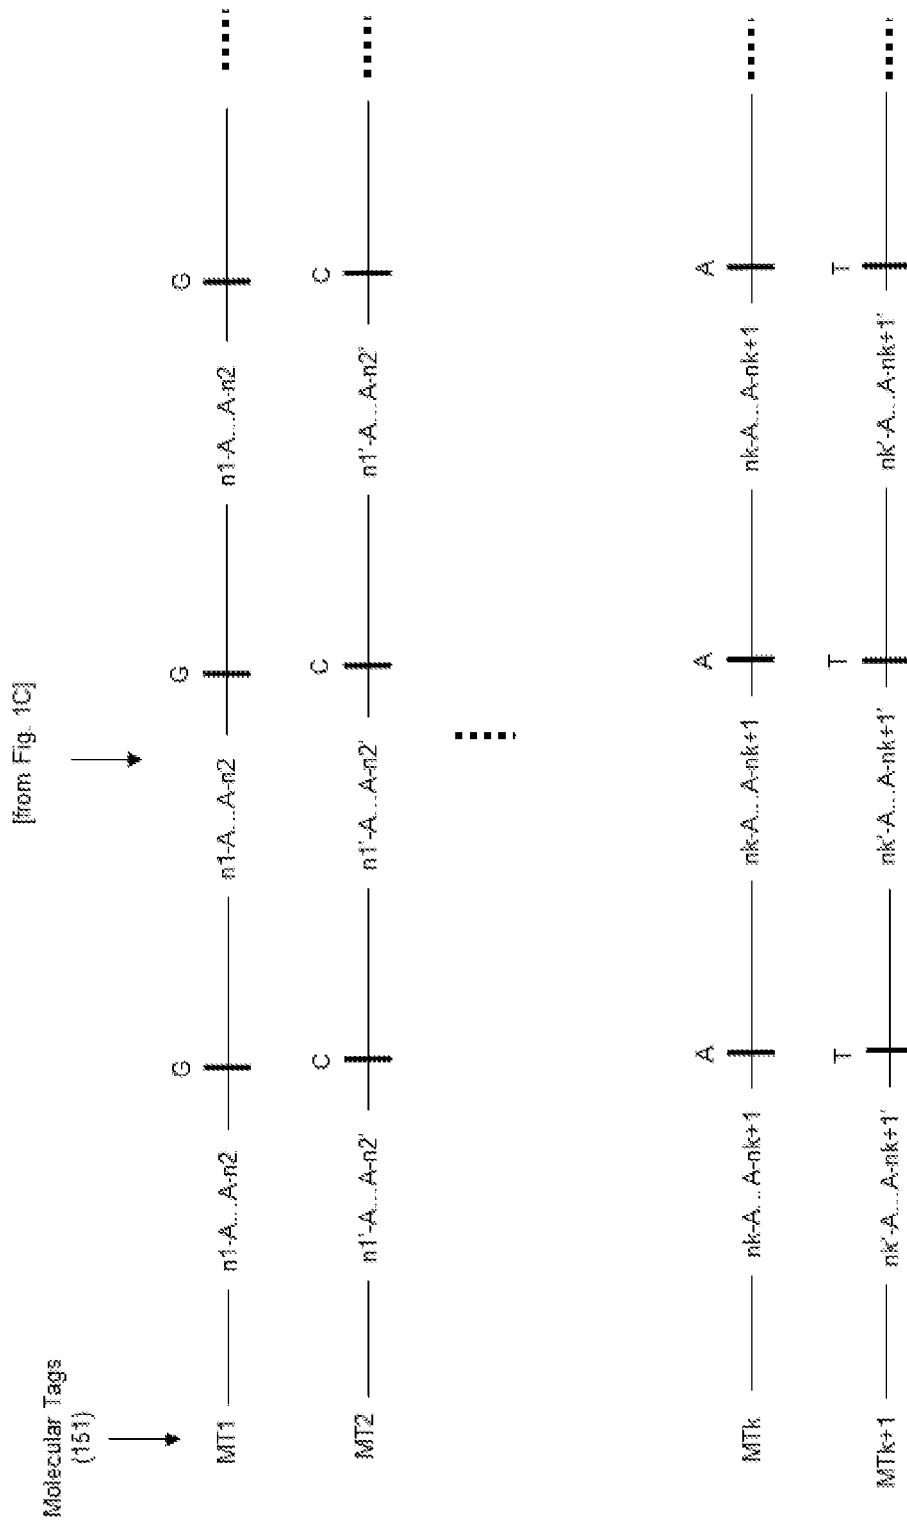 [from Fig. 1C]
Molecular Tags
(151)
G G G
MT1 n1-A....A-n2 n1-A....A-n2 n1-A....A-n2
C C C
MT2 n1'-A....A-n2' n1'-A....A-n2' n1'-A....A-n2'
A A A
MTk nk-A...A-nk+1 nk-A...A-nk+1 nk-A...A-nk+1
T T T
MTk+1 nk'-A....A-nk+1' nk'-A....A-nk+1' nk'-A....A-nk+1'